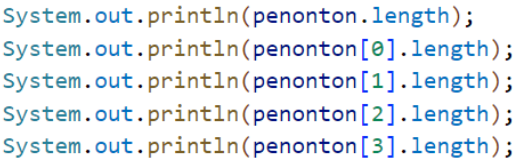 System.out.println(penonton.length);
System.out.println(penonton[0].length);
System.out.println(penonton[1].length);
System.out.println(penonton[2].length);
System.out.println(penonton[3].length);